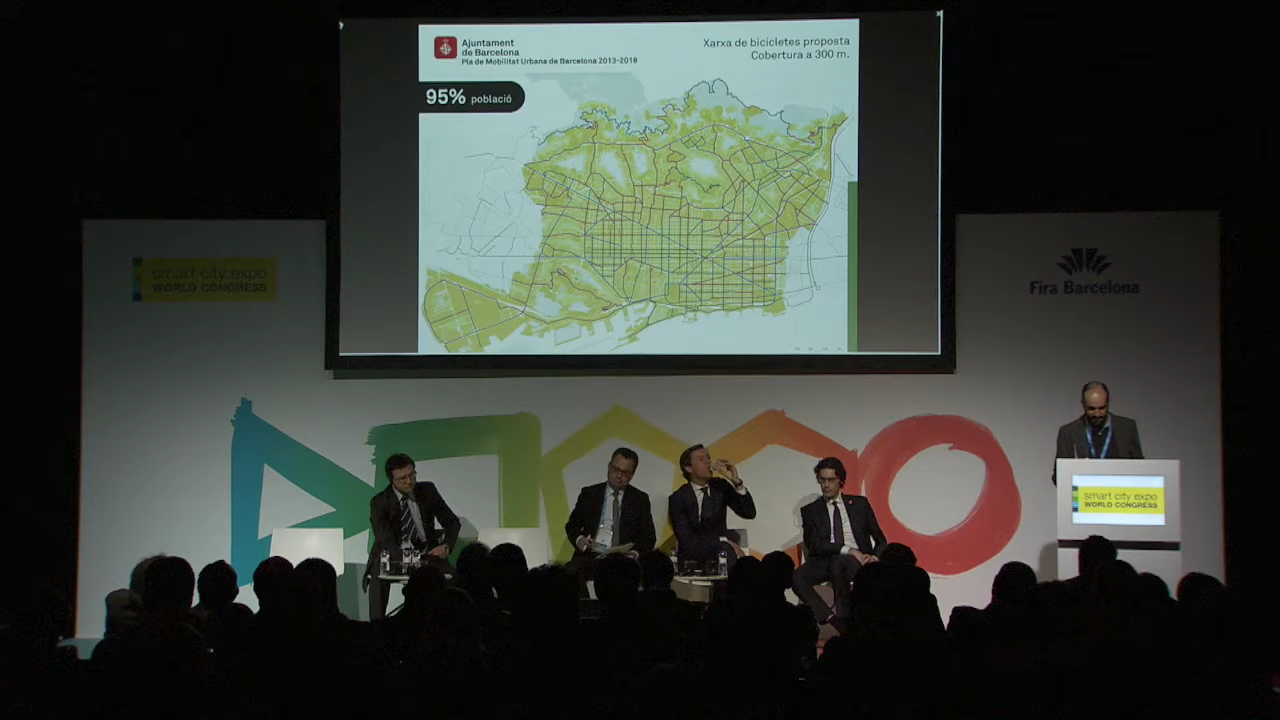 Ajuntament
de Barcelona
Pla de Mobilitat Urbana de Barcelona 2013-2018
Xarxa de bicicletes proposta
Cobertura a 300 m.
95% població
smart city expo
WORLD CONGRESS
Fira Barcelona
smart city expo
WORLD CONGRESS